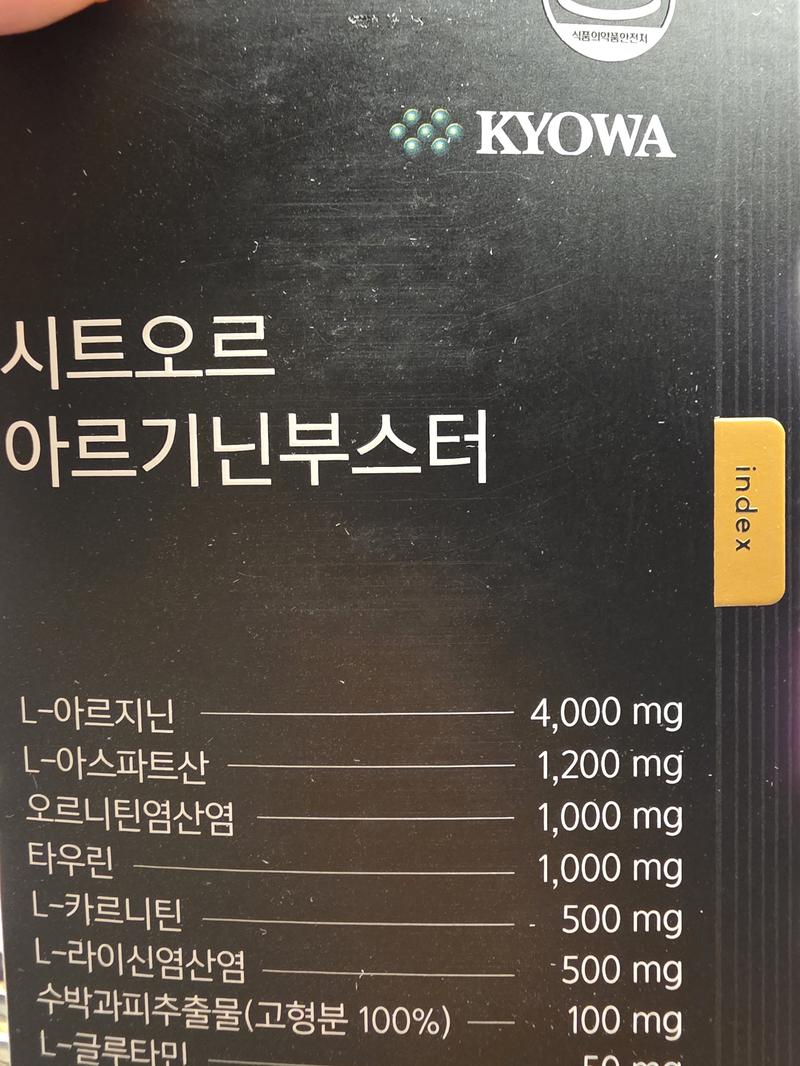 식품의약품안전처
KYOWA
시트오르
아르기닌부스터
index
L-아르지닌 4,000 mg
L-아스파트산 1,200 mg
오르니틴염산염 1,000 mg
타우린 1,000 mg
L-카르니틴 500 mg
L-라이신염산염 500 mg
수박과피추출물(고형분 100%) 100 mg
L-글루타민 50 mg